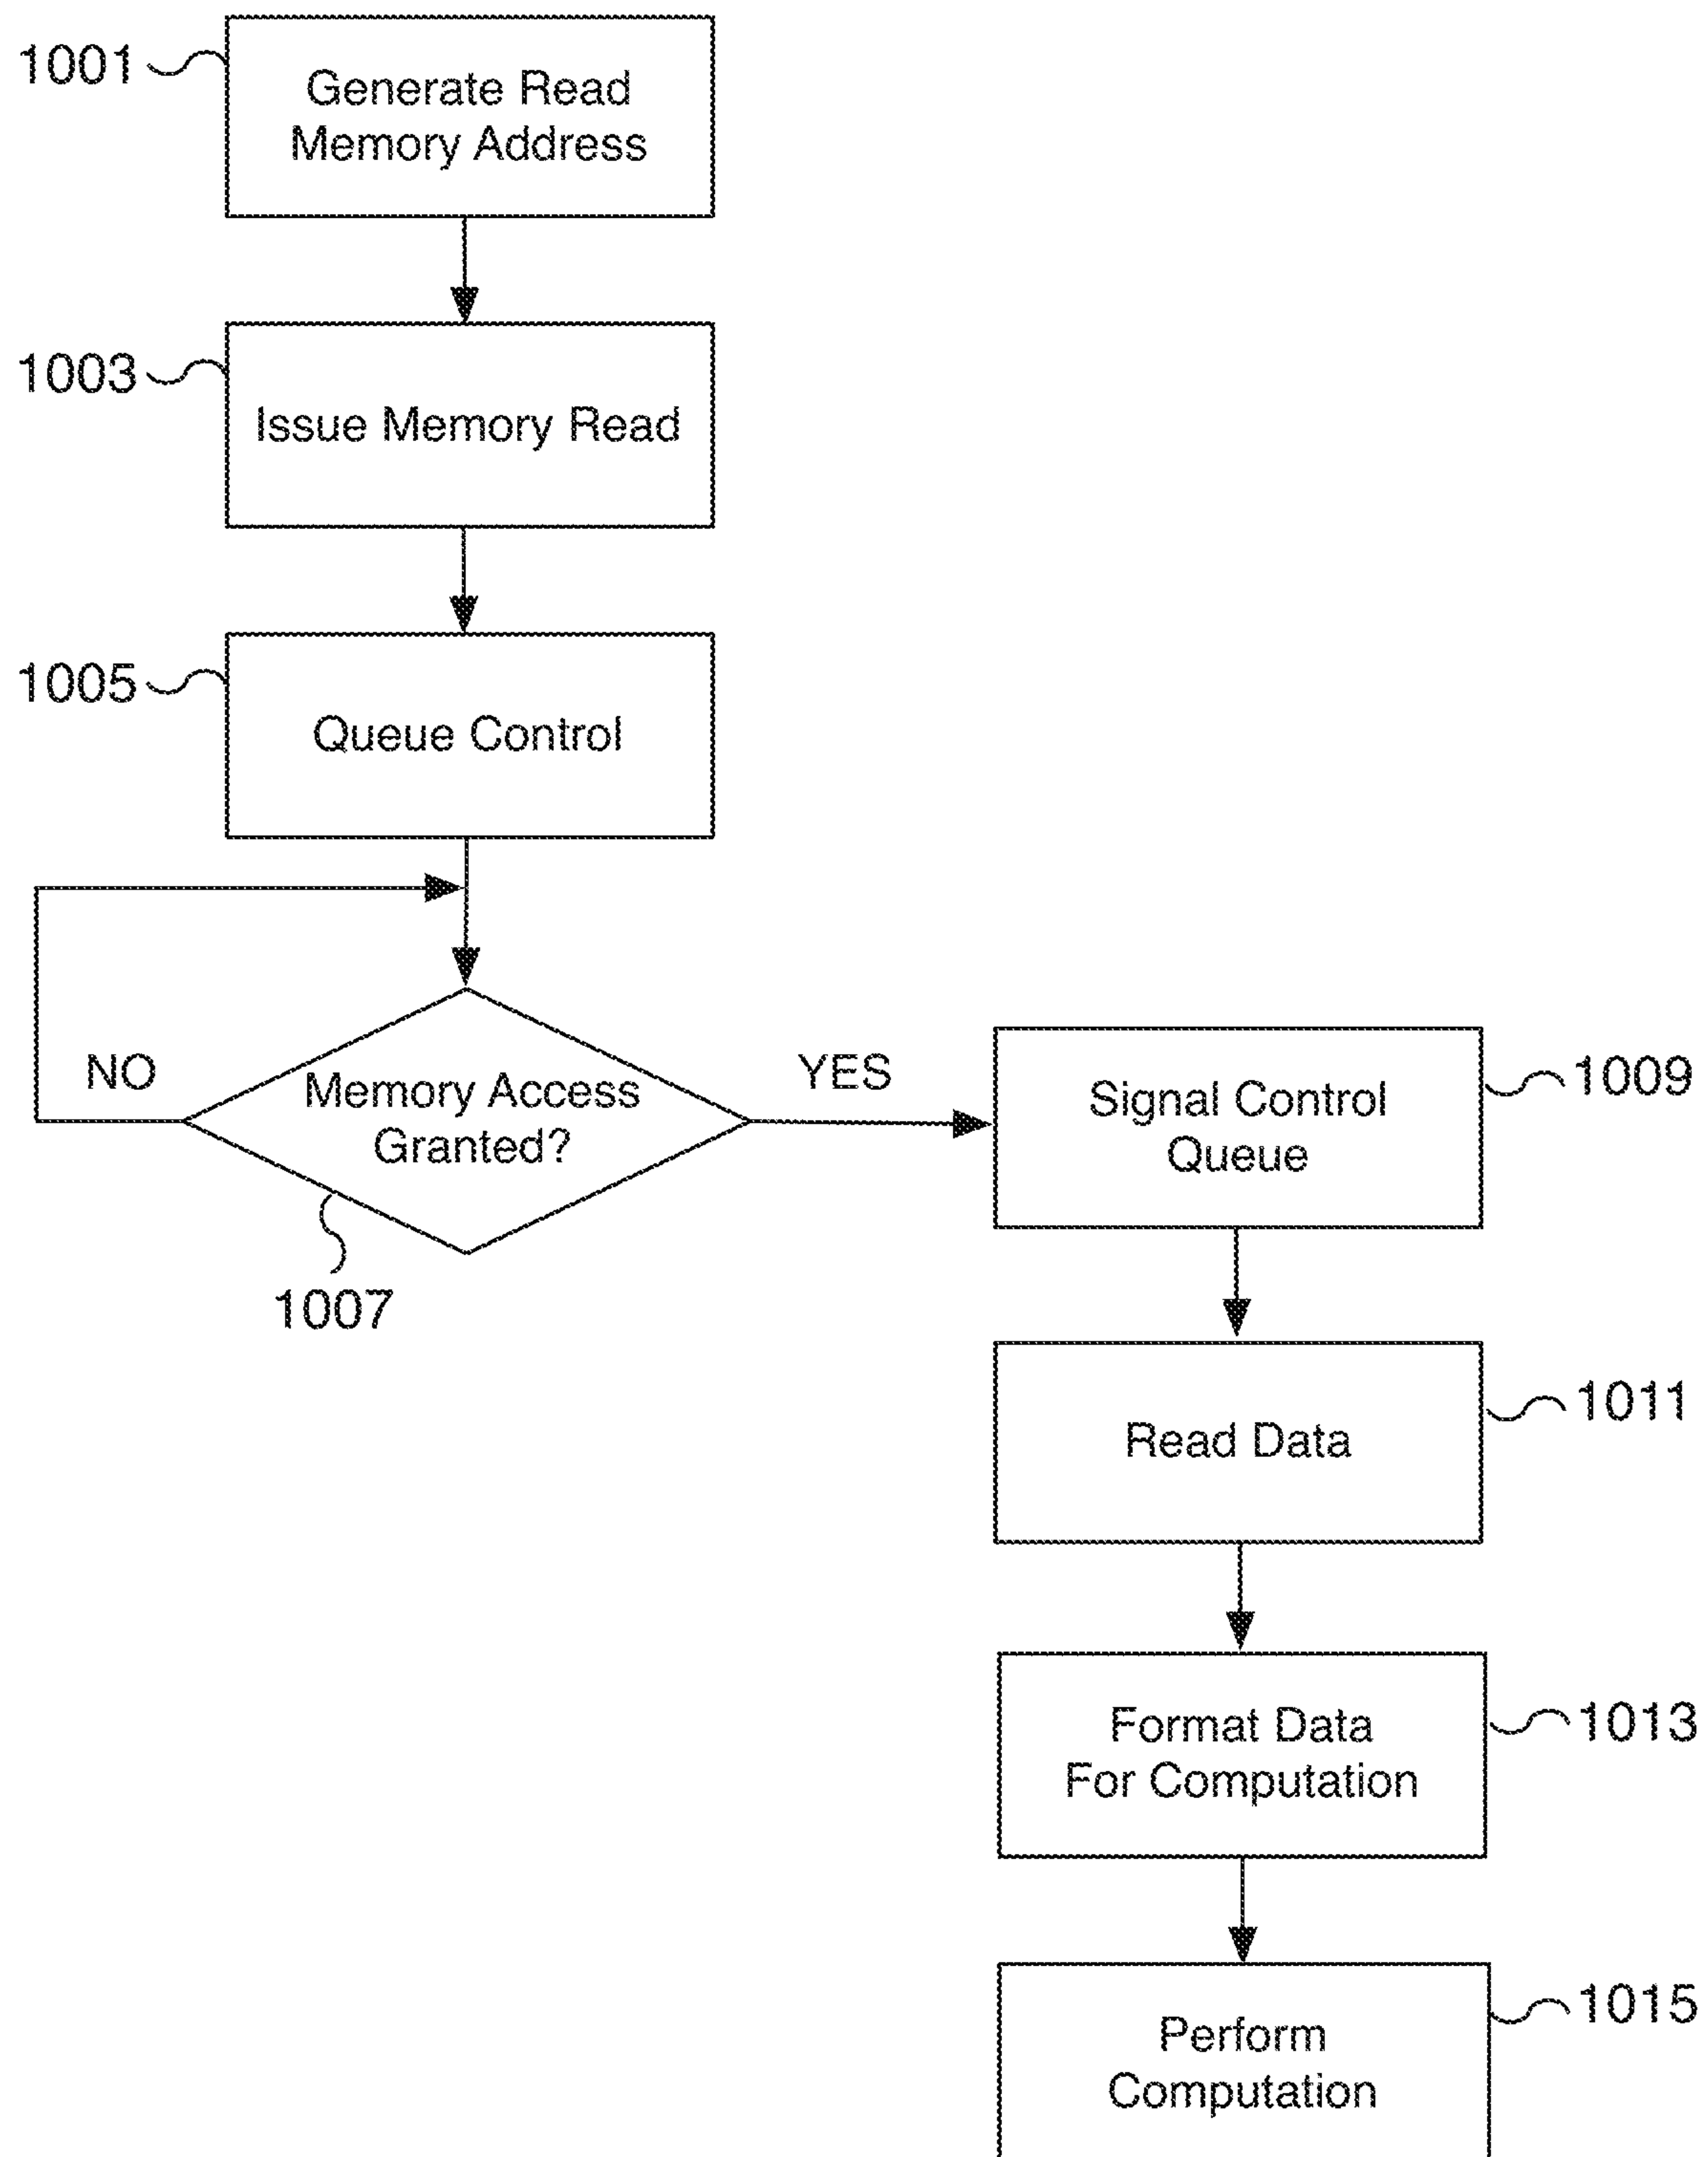 1001
Generate Read
Memory Address
1003
Issue Memory Read
1005
Queue Control
NO
Memory Access
Granted?
YES
1007
Signal Control
Queue
1009
Read Data
1011
Format Data
For Computation
1013
Perform
Computation
1015